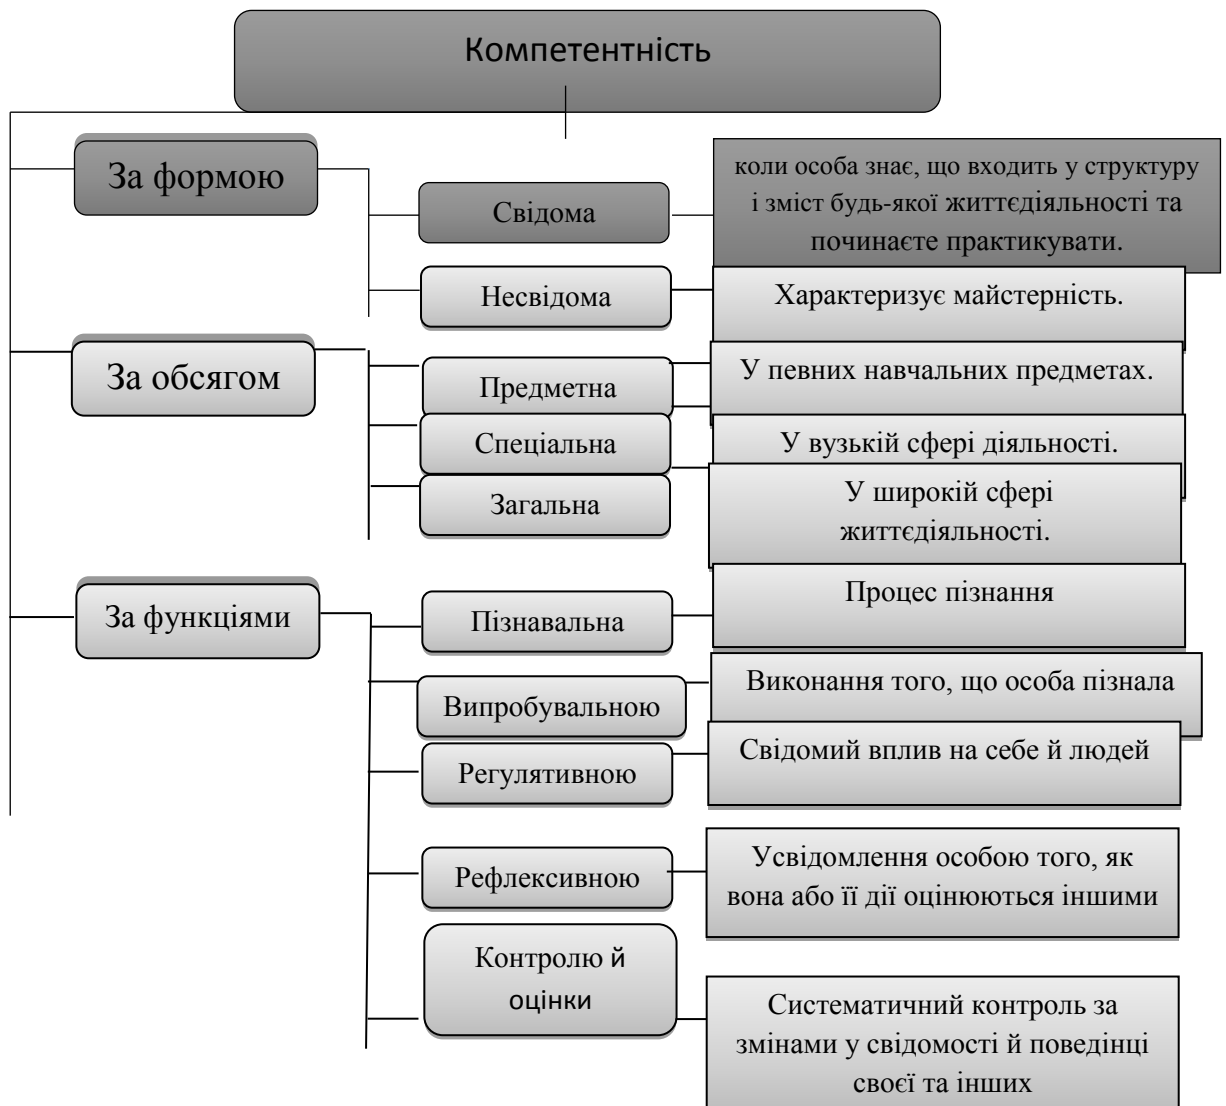 Компетентність
За формою
Свідома
коли особа знає, що входить у структуру
і зміст будь-якої життєдіяльності та
починаєте практикувати.
Несвідома
Характеризує майстерність.
За обсягом
Предметна
У певних навчальних предметах.
Спеціальна
У вузькій сфері діяльності.
Загальна
У широкій сфері
життєдіяльності.
За функціями
Пізнавальна
Процес пізнання
Випробувальною
Виконання того, що особа пізнала
Регулятивною
Свідомий вплив на себе й людей
Рефлексивною
Усвідомлення особою того, як
вона або її дії оцінюються іншими
Контролю й
оцінки
Систематичний контроль за
змінами у свідомості й поведінці
своєї та інших